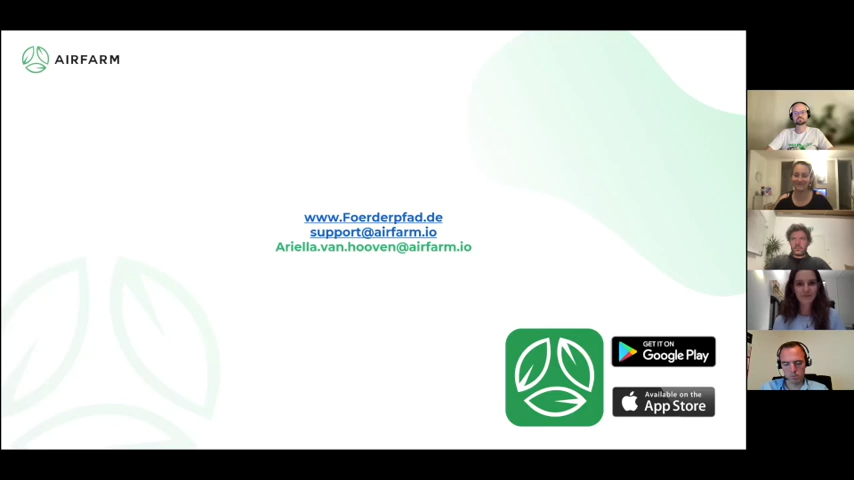 AIRFARM
www.Foerderpfad.de
support@airfarm.io
Ariella.van.hooven@airfarm.io
GET IT ON
Google Play
Available on the
App Store